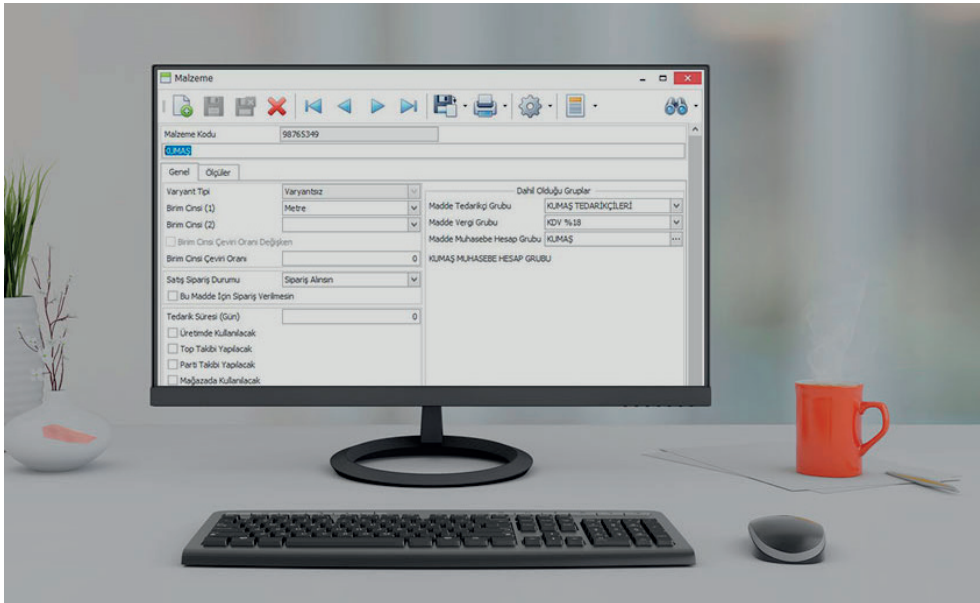 Malzeme
Malzeme Kodu 98765349
KUMAŞ
Genel Ölçüler
Varyant Tipi Varyantsız
Birim Cinsi (1) Metre
Birim Cinsi (2)
Birim Cinsi Çeviri Oranı Değişken
Birim Cinsi Çeviri Oranı 0
Satış Sipariş Durumu Sipariş Alınsın
Bu Madde İçin Sipariş Verilmesin
Tedarik Süresi (Gün) 0
Üretimde Kullanılacak
Top Takibi Yapılacak
Parti Takibi Yapılacak
Mağazada Kullanılacak
Dahil Olduğu Gruplar
Madde Tedarikçi Grubu KUMAŞ TEDARİKÇİLERİ
Madde Vergi Grubu KDV %18
Madde Muhasebe Hesap Grubu KUMAŞ
KUMAŞ MUHASEBE HESAP GRUBU